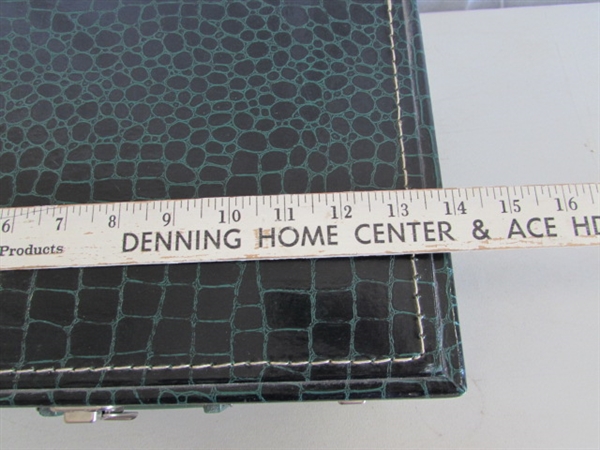 6 7 8 9 10 11 12 13 14 15 16
Products DENNING HOME CENTER & ACE HD